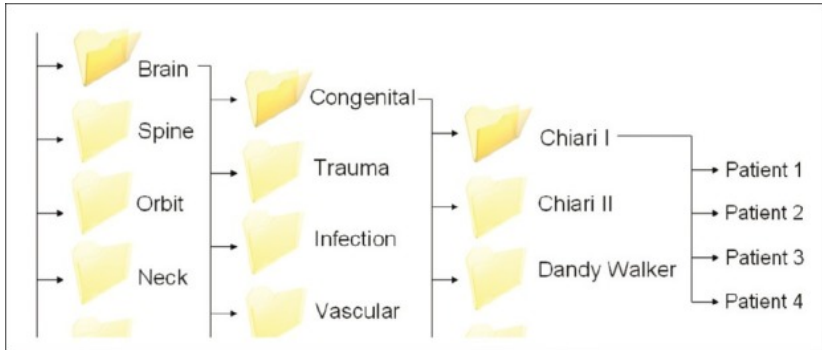 Brain
Spine
Orbit
Neck
Congenital
Trauma
Infection
Vascular
Chiari I
Chiari II
Dandy Walker
Patient 1
Patient 2
Patient 3
Patient 4